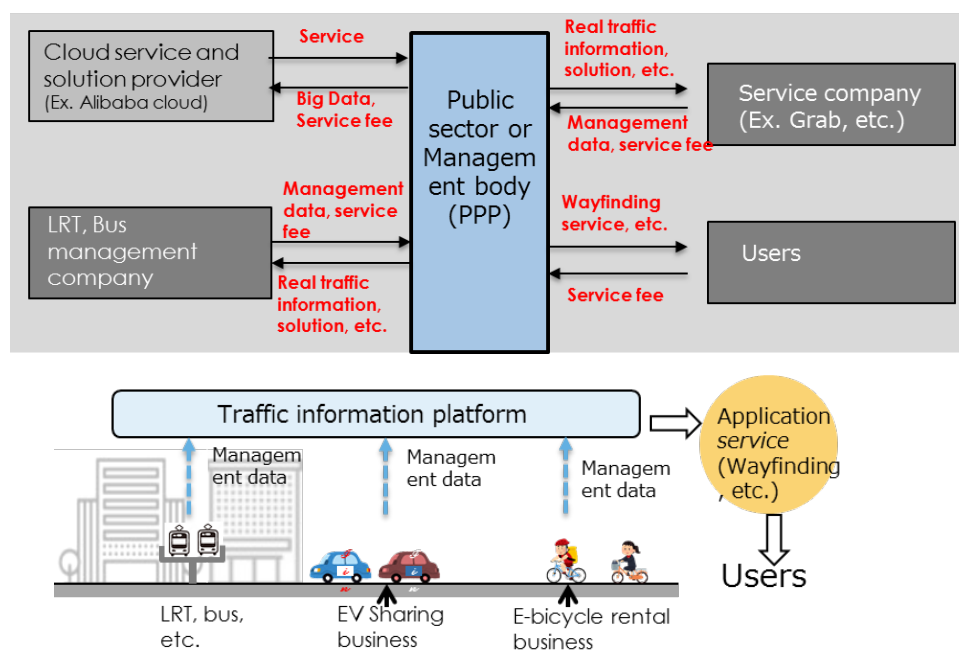 Service
Cloud service and
solution provider
(Ex. Alibaba cloud)
Big Data,
Service fee
Public
sector or
Managem
ent body
(PPP)
Real traffic
information,
solution, etc.
Service company
(Ex. Grab, etc.)
Management
data, service fee
Management
data, service
fee
LRT, Bus
management
company
Real traffic
information,
solution, etc.
Wayfinding
service, etc.
Users
Service fee
Traffic information platform
Application
service
(Wayfinding
, etc.)
Managem
ent data
Managem
ent data
Managem
ent data
Users
LRT, bus,
etc.
EV Sharing
business
E-bicycle rental
business